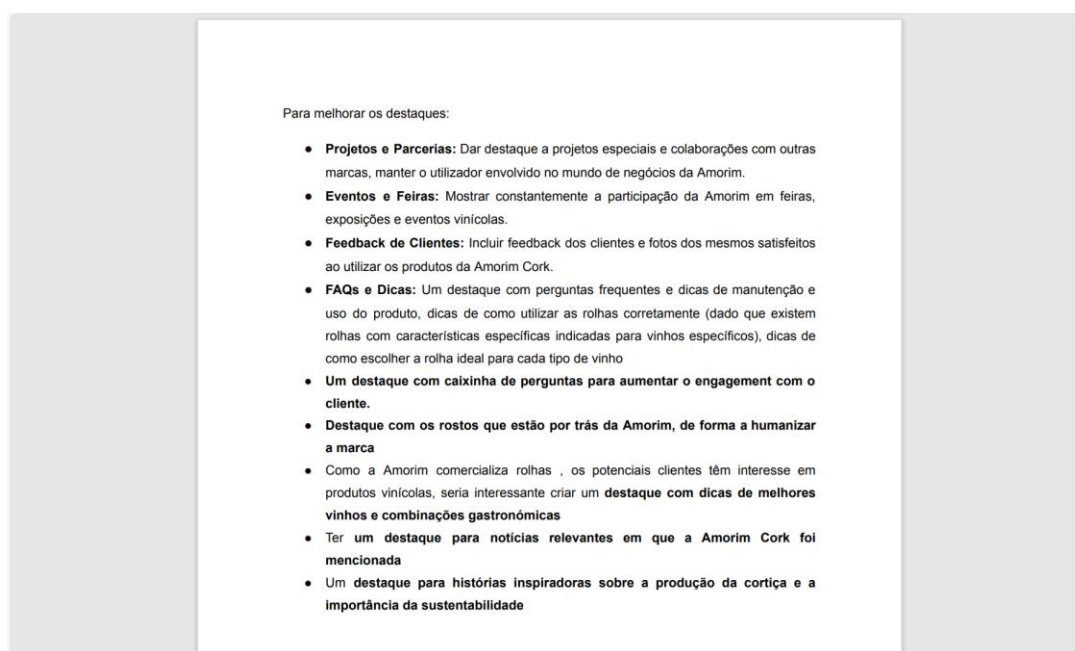 Para melhorar os destaques:
● Projetos e Parcerias: Dar destaque a projetos especiais e colaborações com outras
marcas, manter o utilizador envolvido no mundo de negócios da Amorim.
● Eventos e Feiras: Mostrar constantemente a participação da Amorim em feiras,
exposições e eventos vinícolas.
● Feedback de Clientes: Incluir feedback dos clientes e fotos dos mesmos satisfeitos
ao utilizar os produtos da Amorim Cork.
● FAQs e Dicas: Um destaque com perguntas frequentes e dicas de manutenção e
uso do produto, dicas de como utilizar as rolhas corretamente (dado que existem
rolhas com características específicas indicadas para vinhos específicos), dicas de
como escolher a rolha ideal para cada tipo de vinho
● Um destaque com caixinha de perguntas para aumentar o engagement com o
cliente.
● Destaque com os rostos que estão por trás da Amorim, de forma a humanizar
a marca
● Como a Amorim comercializa rolhas , os potenciais clientes têm interesse em
produtos vinícolas, seria interessante criar um destaque com dicas de melhores
vinhos e combinações gastronómicas
● Ter um destaque para notícias relevantes em que a Amorim Cork foi
mencionada
● Um destaque para histórias inspiradoras sobre a produção da cortiça e a
importância da sustentabilidade